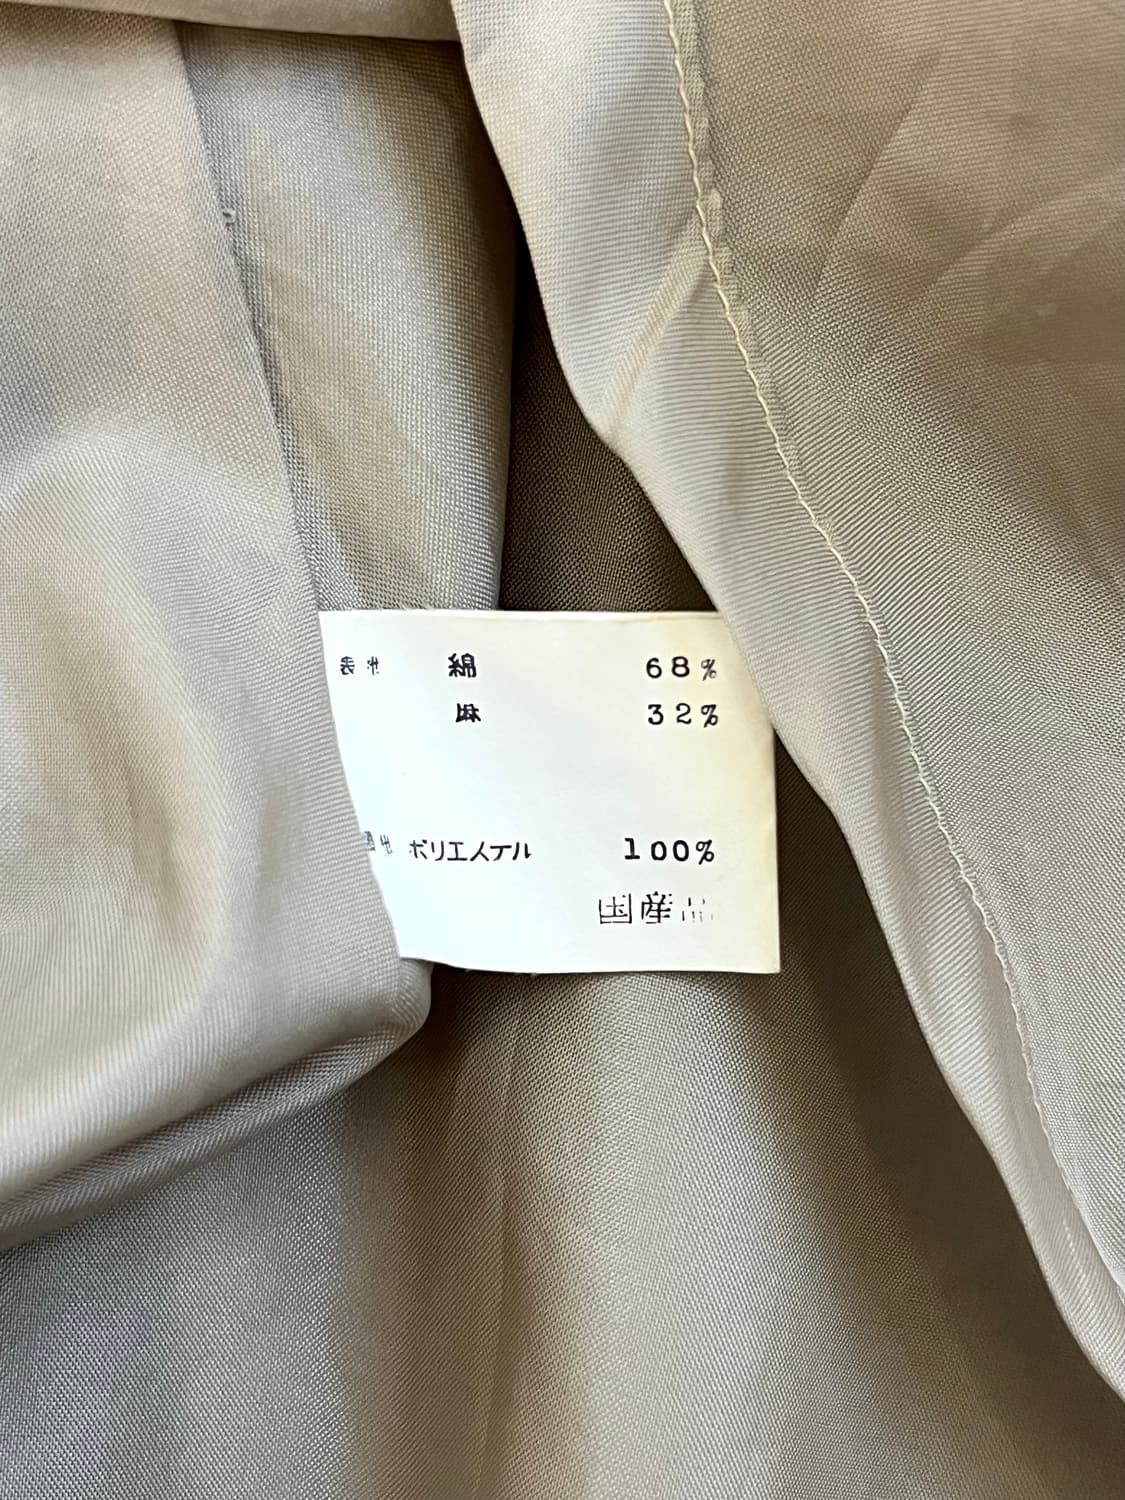 表地 綿 68%
麻 32%
裏地 ポリエステル 100%
国産品